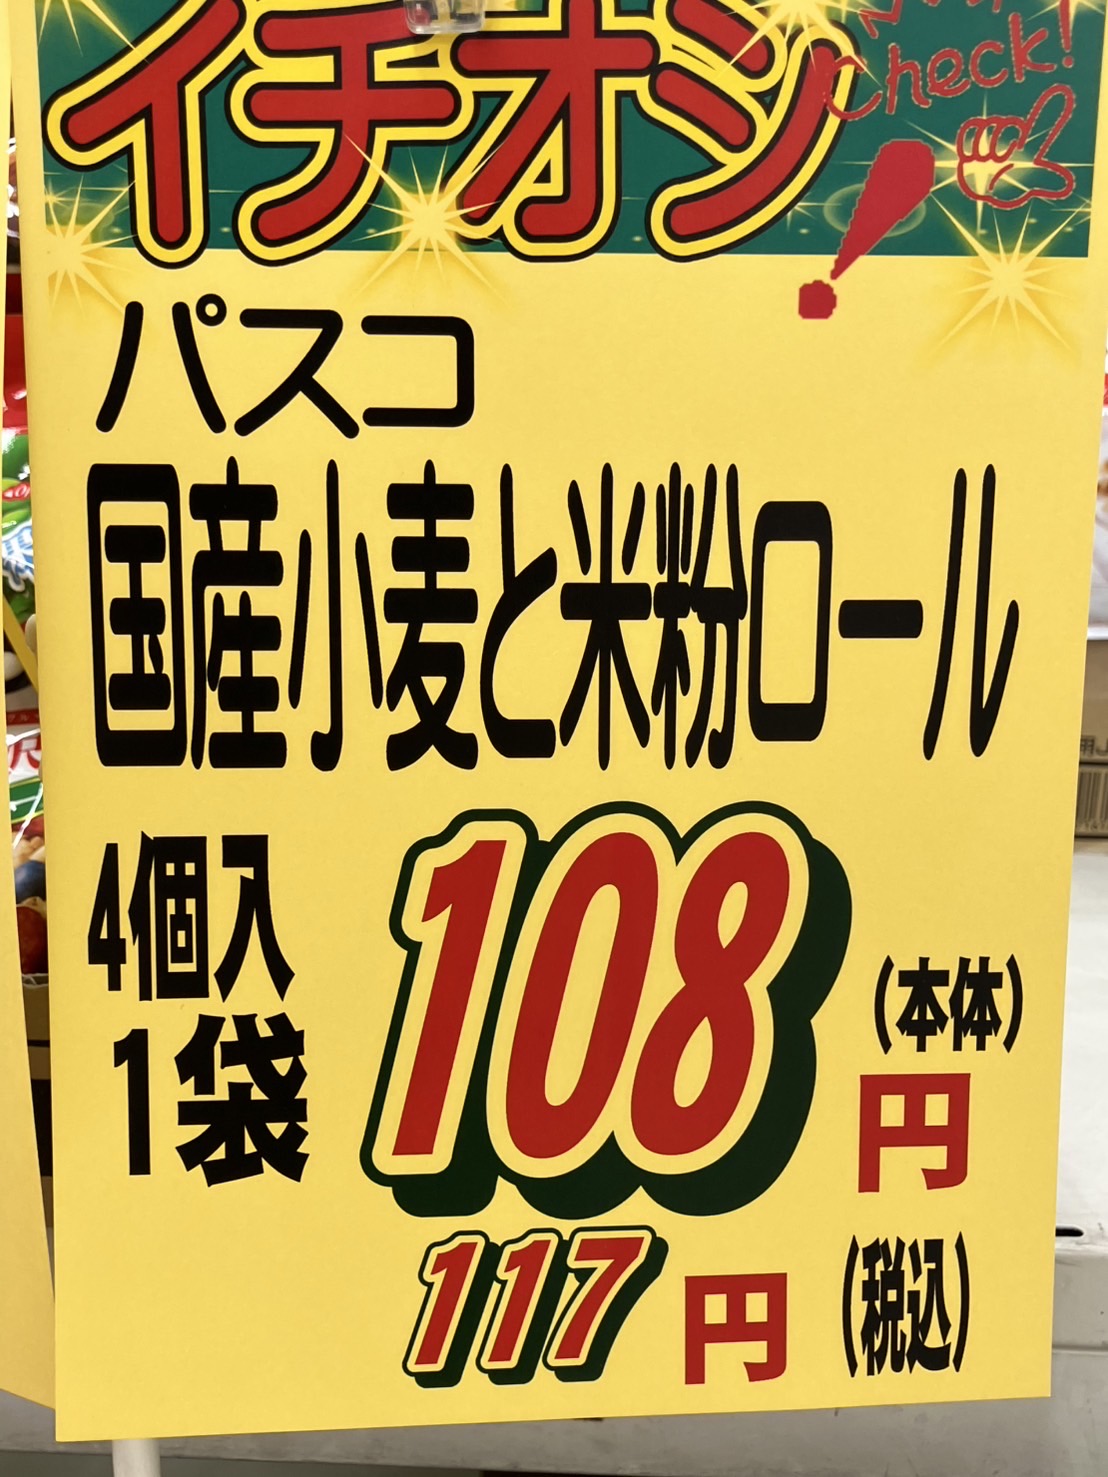 イチオシ
Check!
!
パスコ
国産小麦と米粉ロール
4個入
1袋
108
(本体)
円
117円(税込)